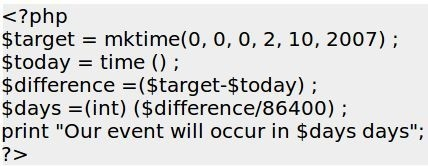 <?php
$target = mktime(0, 0, 0, 2, 10, 2007) ;
$today = time () ;
$difference =($target-$today) ;
$days =(int) ($difference/86400) ;
print "Our event will occur in $days days";
?>